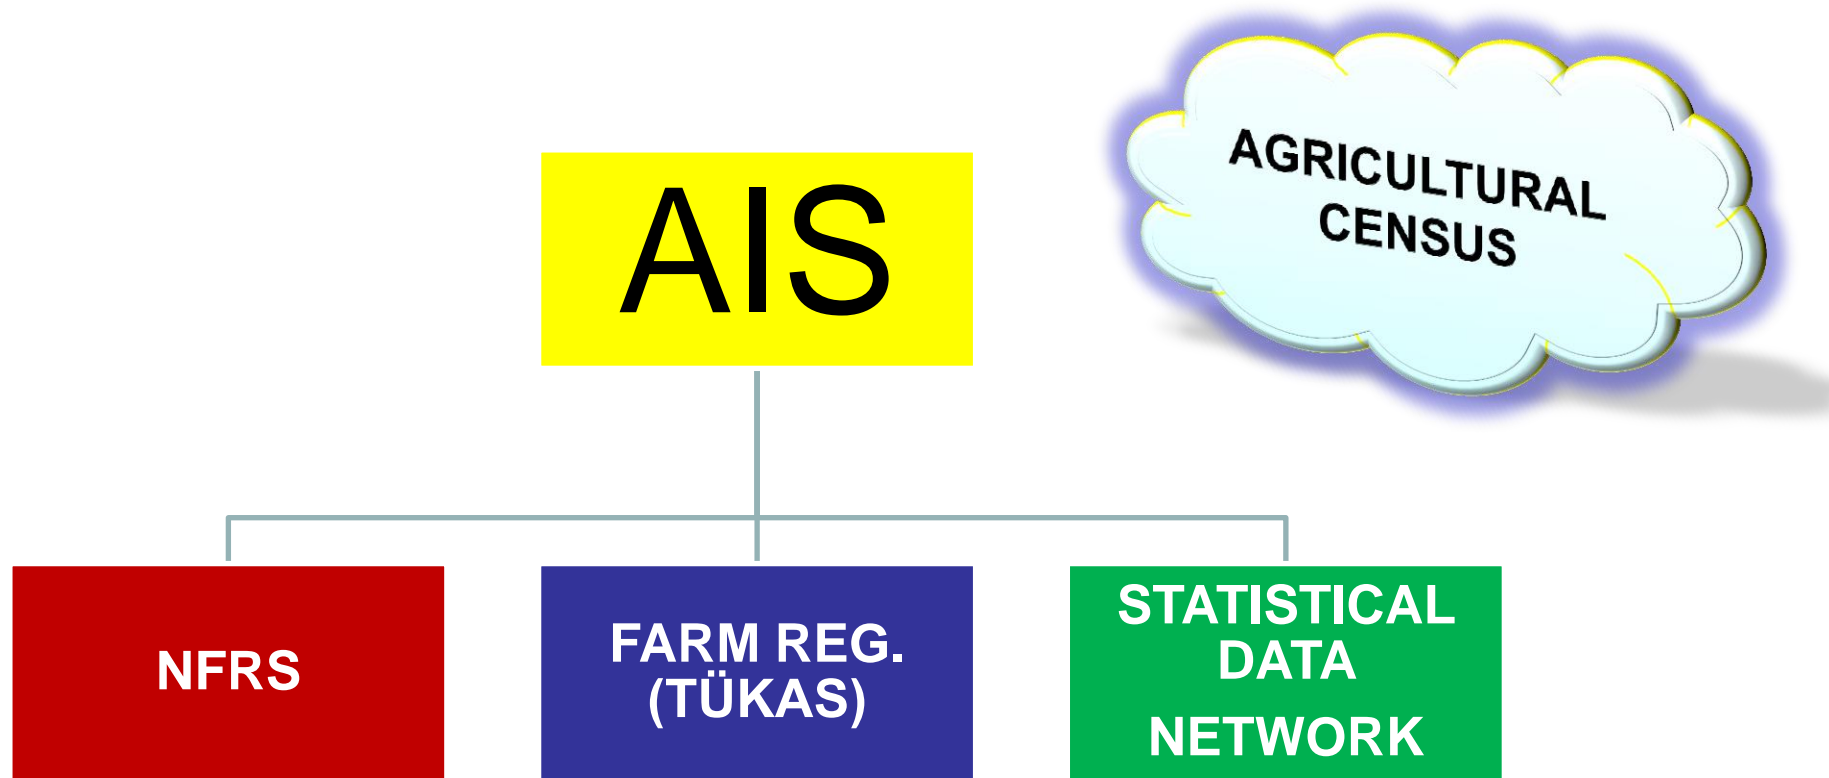 AGRICULTURAL
CENSUS
AIS
NFRS
FARM REG.
(TÜKAS)
STATISTICAL
DATA
NETWORK